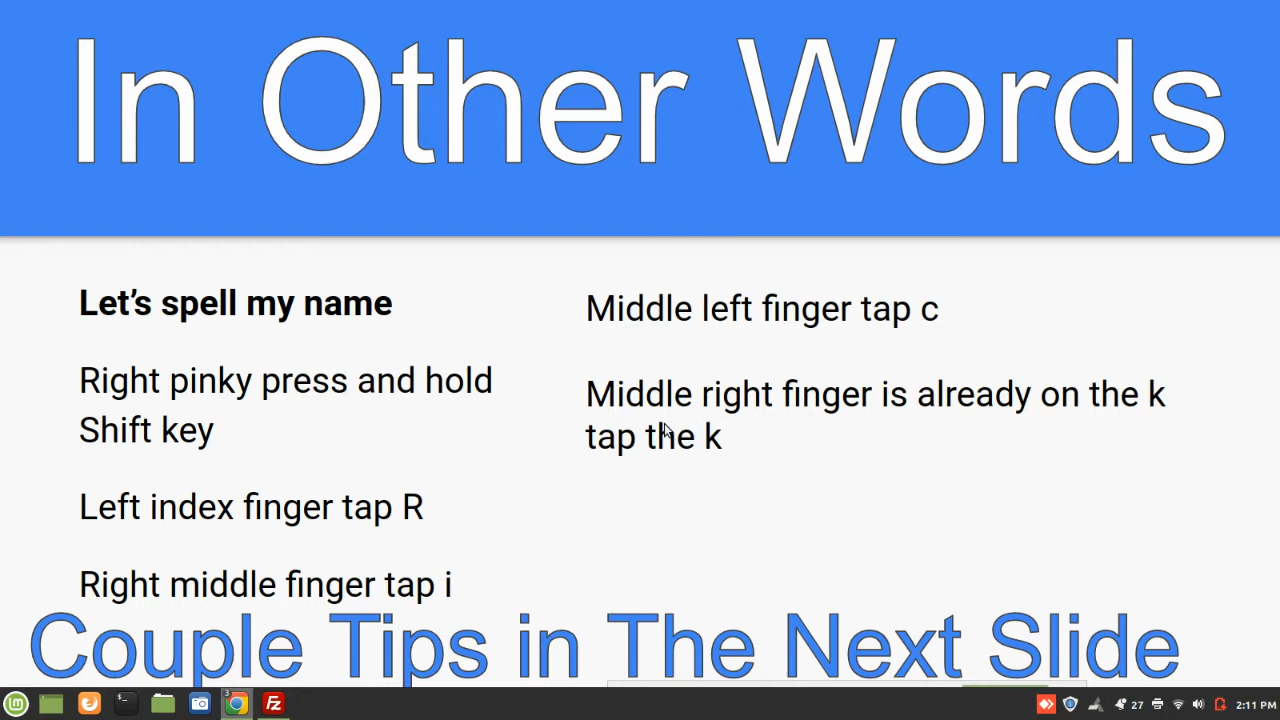 In Other Words
Let’s spell my name
Right pinky press and hold
Shift key
Left index finger tap R
Right middle finger tap i
Middle left finger tap c
Middle right finger is already on the k
tap the k
Couple Tips in The Next Slide
3
27
2:11 PM